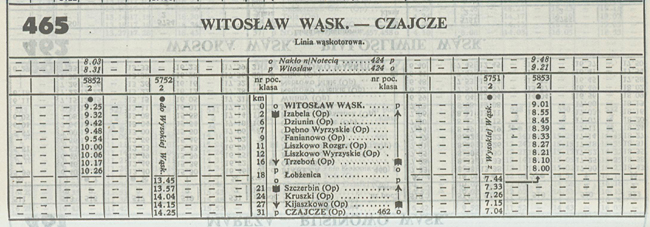 465 WITOSŁAW WĄSK. — CZAJCZE
Linia wąskotorowa.
— — — 8.03 — — — — — — o Nakło n/Notecią 424 p — — — — — 9.48 —
— — — 8.31 — — — — — — p Witosław 424 o — — — — — 9.21 —
5852 5752 nr poc. nr poc. 5751 5853
2 2 klasa klasa 2 2
km
9.25 0 o WITOSŁAW WĄSK. p 9.01
9.32 2 Izabela (Op) 8.55
9.42 6 Dziunin (Op) 8.45
9.48 7 Dębno Wyrzyskie (Op) 8.39
9.54 9 Fanianowo (Op) 8.33
10.00 11 Liszkowo Rozgr. (Op) 8.27
10.06 12 Liszkowo Wyrzyskie (Op) 8.21
10.17 16 Trzeboń (Op) 8.10
10.26 18 p Łobżenica o 8.00
13.45 o p 7.44
13.57 21 Szczerbin (Op) 7.33
14.04 24 Kruszki (Op) 7.26
14.15 27 Kijaszkowo (Op) 7.15
14.25 31 p CZAJCZE (Op) 462 o 7.04
do Wysokiej Wąsk.
z Wysokiej Wąsk.